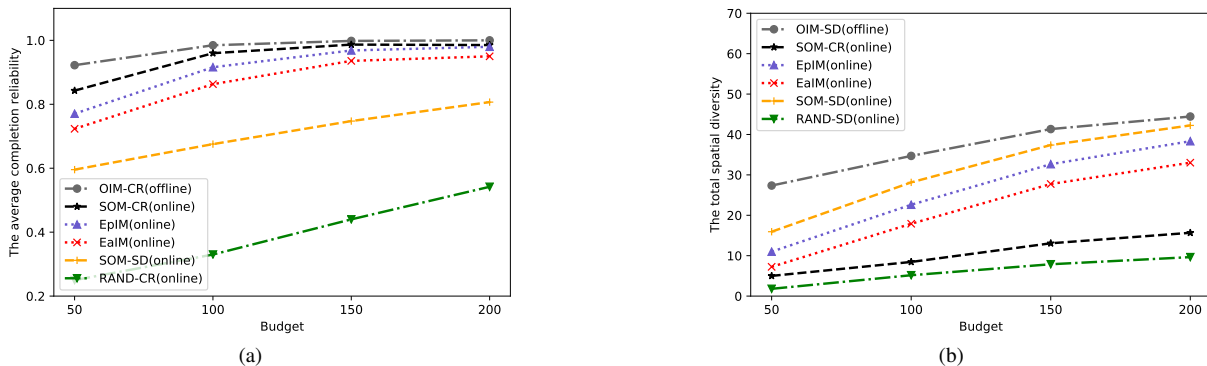 The average completion reliability
1.0
0.8
0.6
0.4
0.2
OIM-CR(offline)
SOM-CR(online)
EpIM(online)
EaIM(online)
SOM-SD(online)
RAND-CR(online)
50
100
150
200
Budget
(a)
The total spatial diversity
70
60
50
40
30
20
10
0
OIM-SD(offline)
SOM-CR(online)
EpIM(online)
EaIM(online)
SOM-SD(online)
RAND-SD(online)
50
100
150
200
Budget
(b)